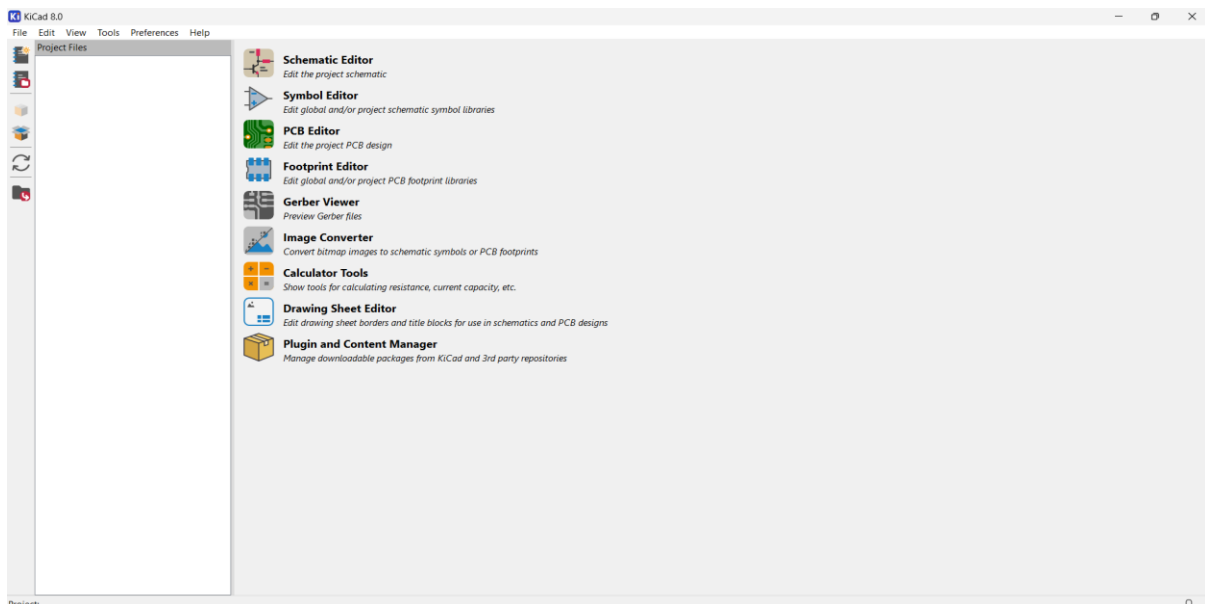 Ki KiCad 8.0
File Edit View Tools Preferences Help
Project Files
Schematic Editor
Edit the project schematic
Symbol Editor
Edit global and/or project schematic symbol libraries
PCB Editor
Edit the project PCB design
Footprint Editor
Edit global and/or project PCB footprint libraries
Gerber Viewer
Preview Gerber files
Image Converter
Convert bitmap images to schematic symbols or PCB footprints
Calculator Tools
Show tools for calculating resistance, current capacity, etc.
Drawing Sheet Editor
Edit drawing sheet borders and title blocks for use in schematics and PCB designs
Plugin and Content Manager
Manage downloadable packages from KiCad and 3rd party repositories
Project: